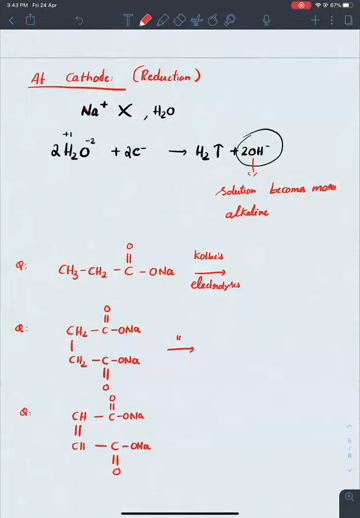 3:43 PM Fri 24 Apr
67%
At Cathode: (Reduction)
Na⁺ X , H₂O
+1 -2
2H₂O + 2e⁻ → H₂↑ + 2OH⁻
solution becomes more
alkaline
Q:
O
||
CH₃ – CH₂ – C – ONa
Kolbe's
electrolysis
→
Q:
O
||
CH₂ – C – ONa
|
CH₂ – C – ONa
||
O
"
→
Q:
O
||
CH – C – ONa
||
CH – C – ONa
||
O